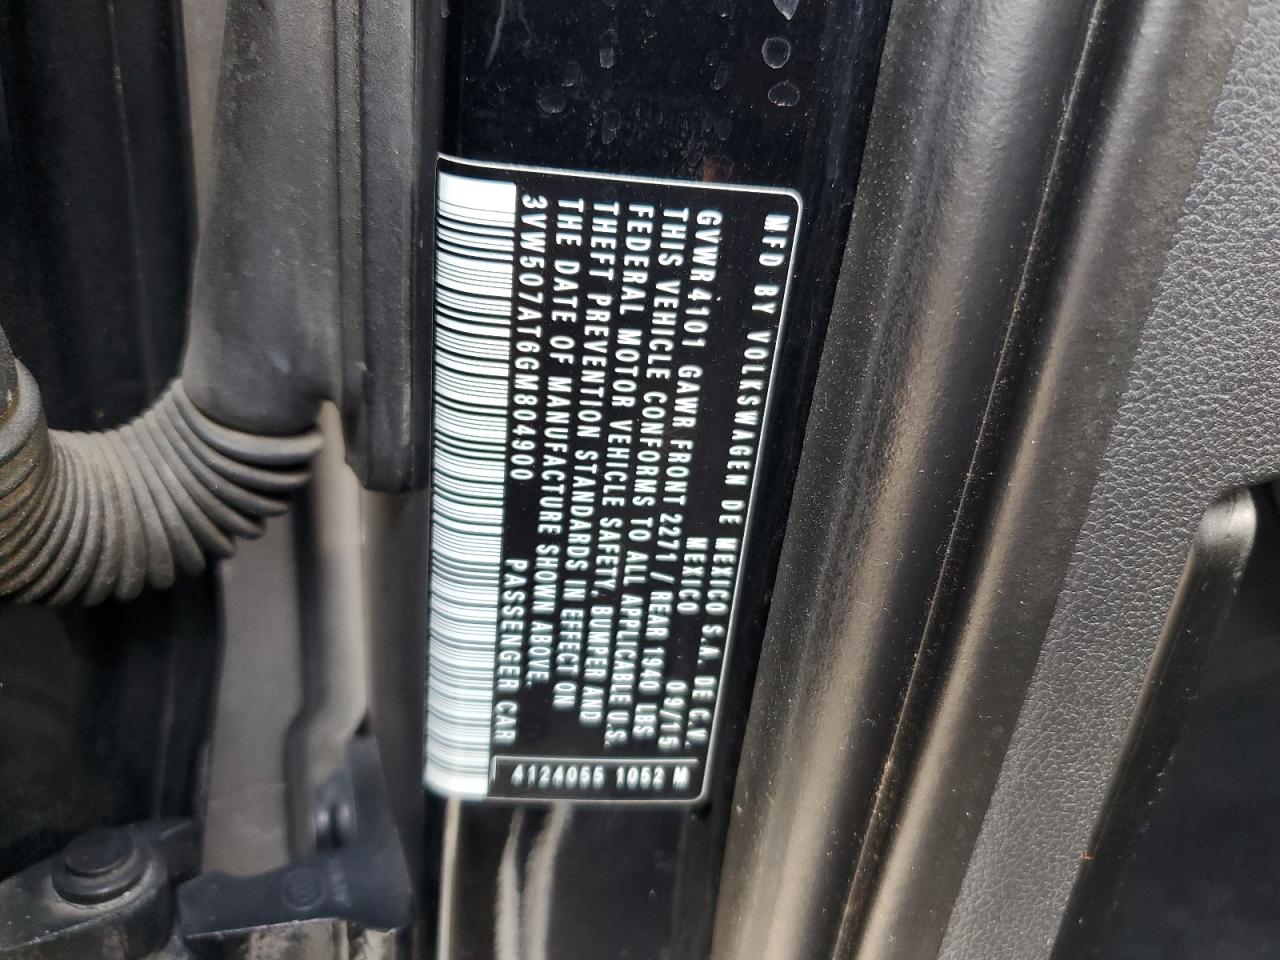 MFD BY VOLKSWAGEN DE MEXICO S.A. DE C.V.
MEXICO 09/15
GVWR4101 GAWR FRONT 2271 / REAR 1940 LBS
THIS VEHICLE CONFORMS TO ALL APPLICABLE U.S.
FEDERAL MOTOR VEHICLE SAFETY, BUMPER AND
THEFT PREVENTION STANDARDS IN EFFECT ON
THE DATE OF MANUFACTURE SHOWN ABOVE.
3VW507AT6GM804900 PASSENGER CAR
4124055 1052 M